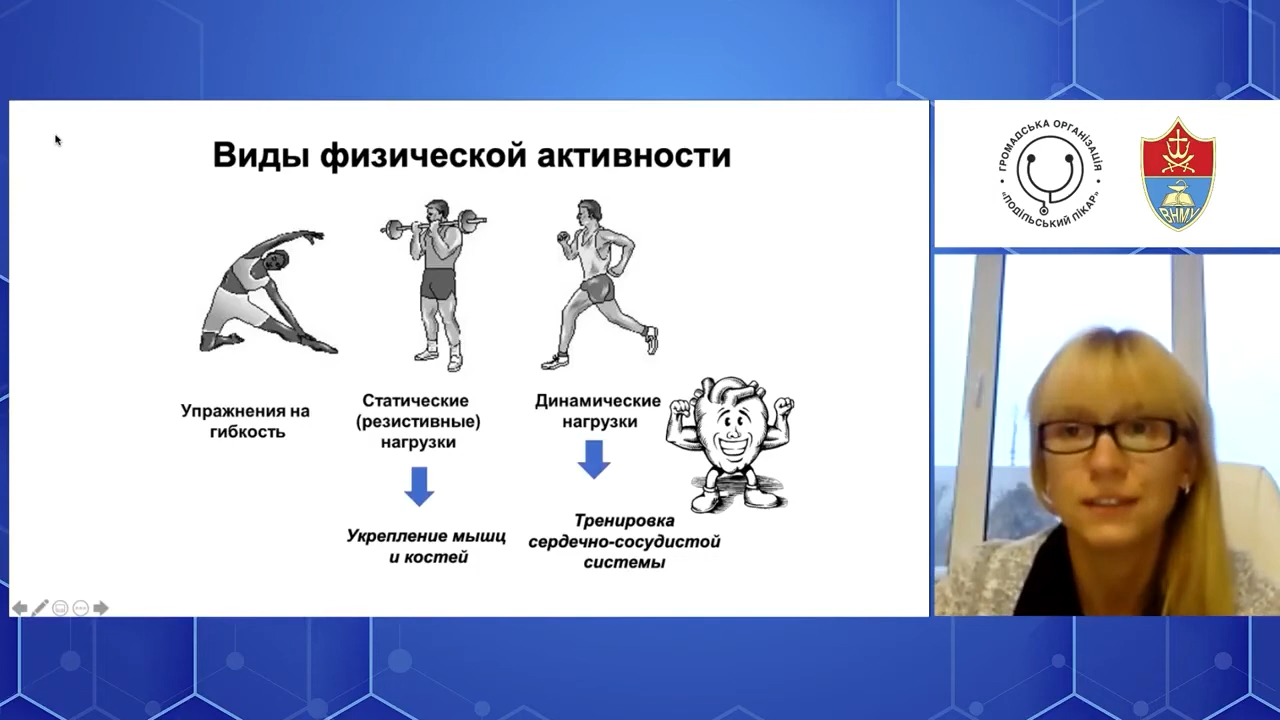 Виды физической активности
Упражнения на
гибкость
Статические
(резистивные)
нагрузки
Динамические
нагрузки
Укрепление мышц
и костей
Тренировка
сердечно-сосудистой
системы
ГРОМАДСЬКА ОРГАНІЗАЦІЯ
«ПОДІЛЬСЬКИЙ ЛІКАР»
ВНМУ